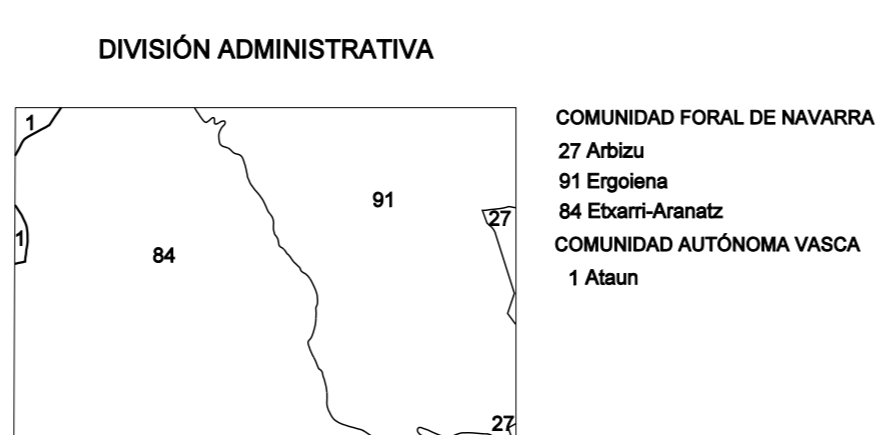 DIVISIÓN ADMINISTRATIVA
1
91
27
1
84
27
COMUNIDAD FORAL DE NAVARRA
27 Arbizu
91 Ergoiena
84 Etxarri-Aranatz
COMUNIDAD AUTÓNOMA VASCA
1 Ataun